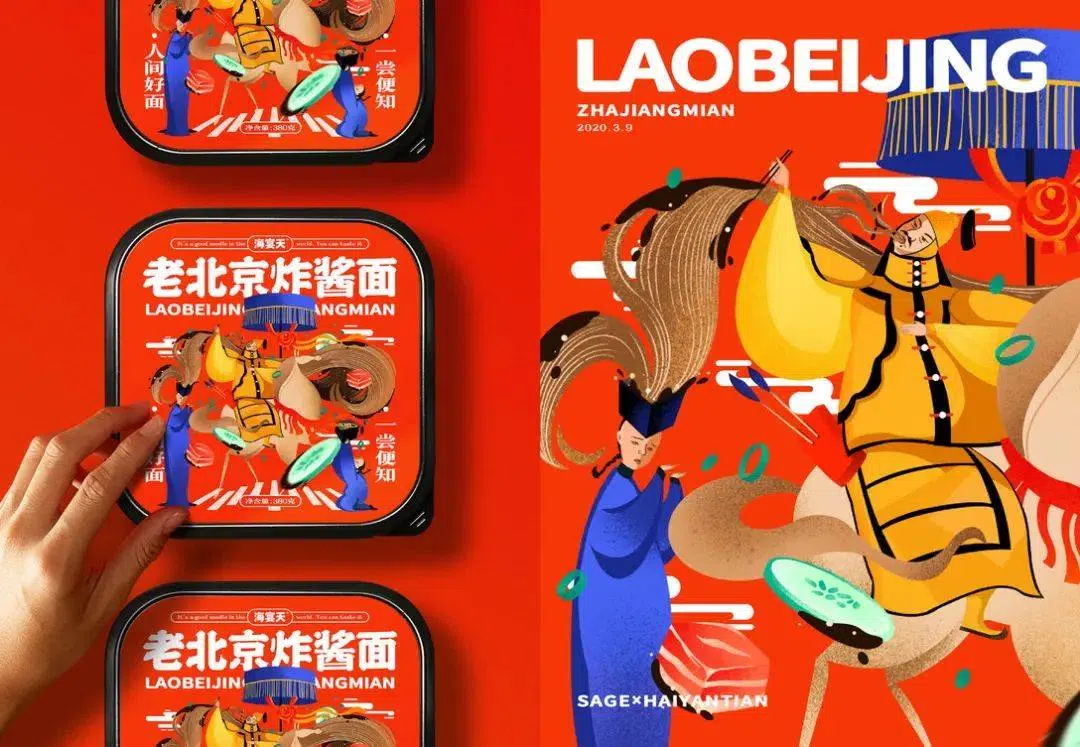 ·人间好面
·一尝便知
净含量:380克
It's a good noodle in the 海宴天 world. You can taste it
老北京炸酱面
LAOBEIJING ANGMIAN
好面
·一尝便知
净含量:380克
It's a good noodle in the 海宴天 world. You can taste it
老北京炸酱面
LAOBEIJING ANGMIAN
LAOBEIJING
ZHAJIANGMIAN
2020.3.9
SAGE×HAIYANTIAN